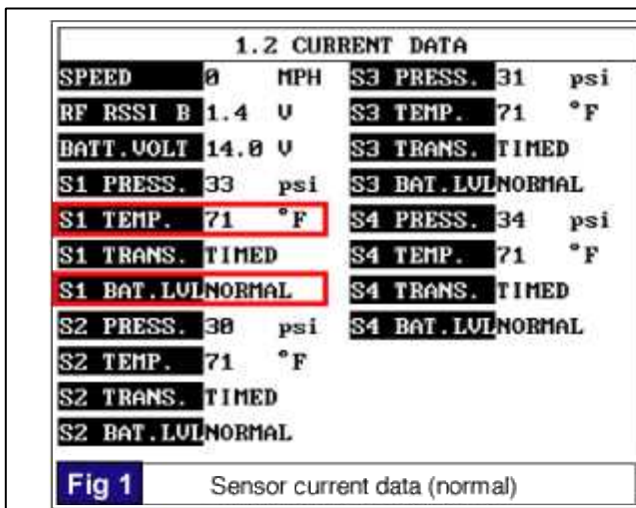 1.2 CURRENT DATA
SPEED 0 MPH
RF RSSI B 1.4 V
BATT.VOLT 14.0 V
S1 PRESS. 33 psi
S1 TEMP. 71 °F
S1 TRANS. TIMED
S1 BAT.LVL NORMAL
S2 PRESS. 30 psi
S2 TEMP. 71 °F
S2 TRANS. TIMED
S2 BAT.LVL NORMAL
S3 PRESS. 31 psi
S3 TEMP. 71 °F
S3 TRANS. TIMED
S3 BAT.LVL NORMAL
S4 PRESS. 34 psi
S4 TEMP. 71 °F
S4 TRANS. TIMED
S4 BAT.LVL NORMAL
Fig 1 Sensor current data (normal)